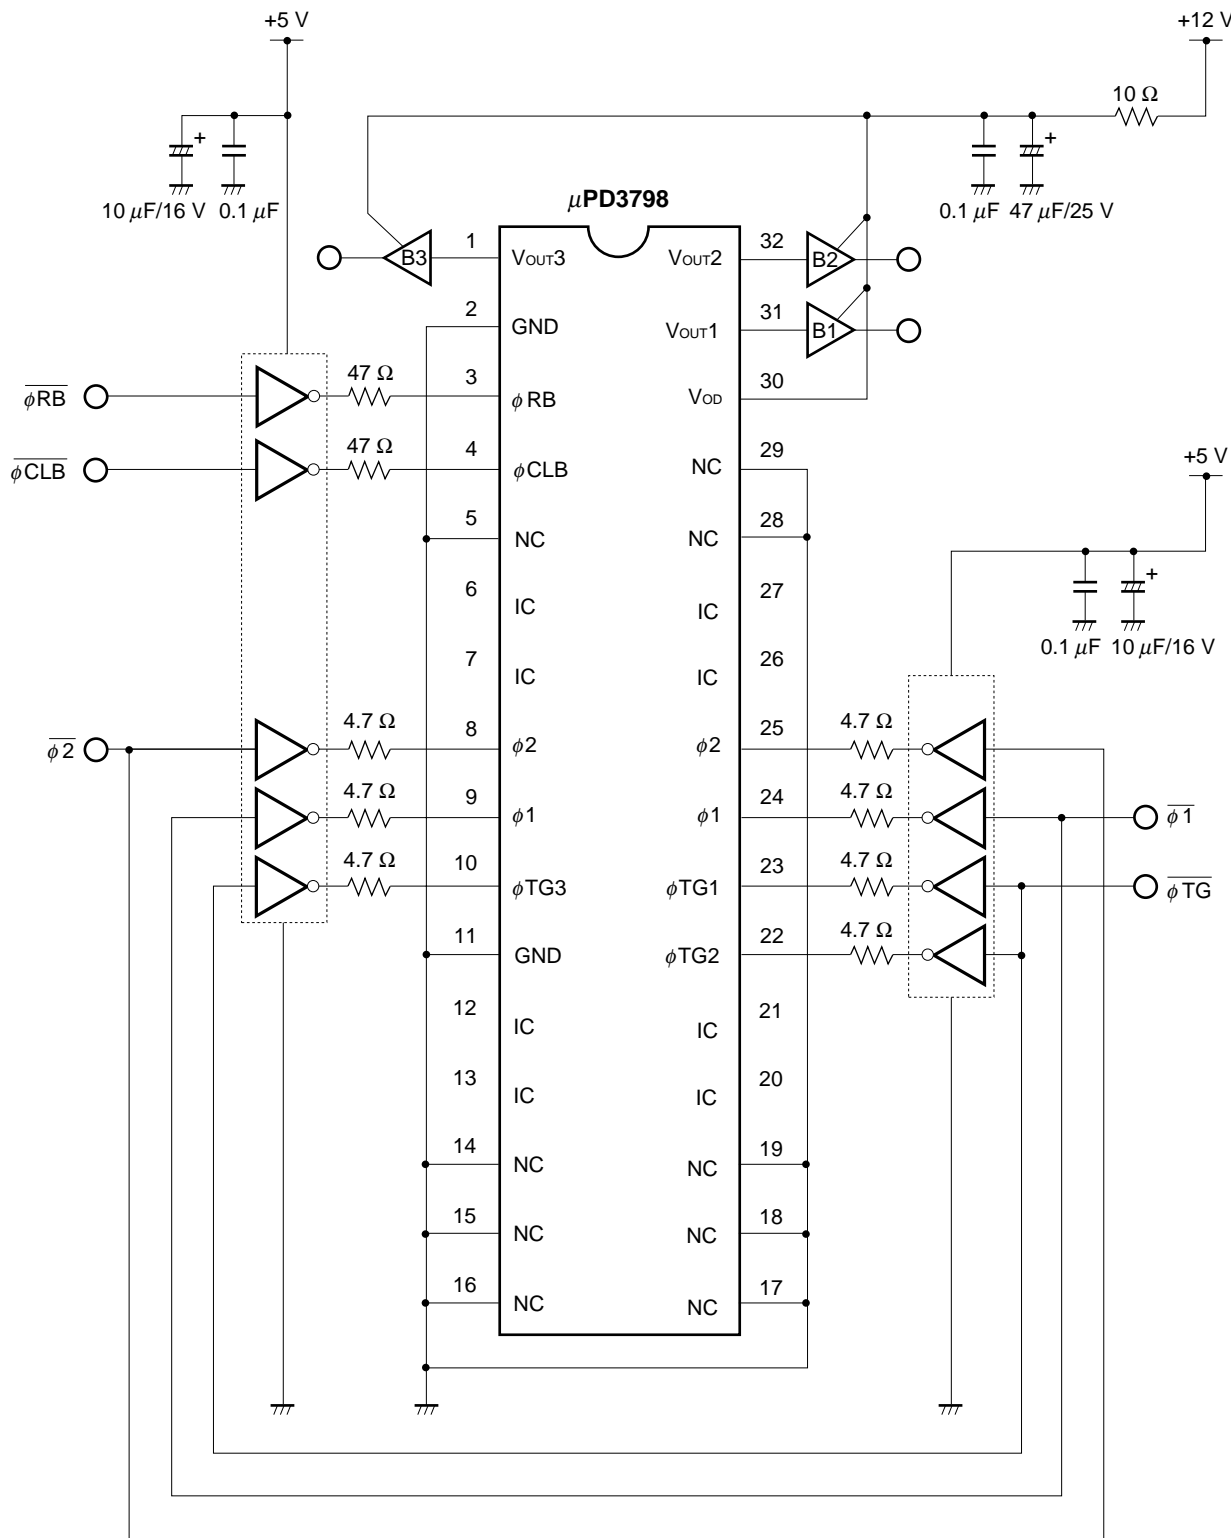 +5 V
+12 V
10 Ω
+
10 μF/16 V
0.1 μF
+
0.1 μF
47 μF/25 V
μPD3798
B3
1
VOUT3
VOUT2
32
B2
2
GND
VOUT1
31
B1
φRB
47 Ω
3
φRB
VOD
30
φCLB
47 Ω
4
φCLB
NC
29
+5 V
5
NC
NC
28
6
IC
IC
27
+
0.1 μF
10 μF/16 V
7
IC
IC
26
φ2
4.7 Ω
8
φ2
φ2
25
4.7 Ω
4.7 Ω
9
φ1
φ1
24
4.7 Ω
φ1
4.7 Ω
10
φTG3
φTG1
23
4.7 Ω
φTG
11
GND
φTG2
22
4.7 Ω
12
IC
IC
21
13
IC
IC
20
14
NC
NC
19
15
NC
NC
18
16
NC
NC
17